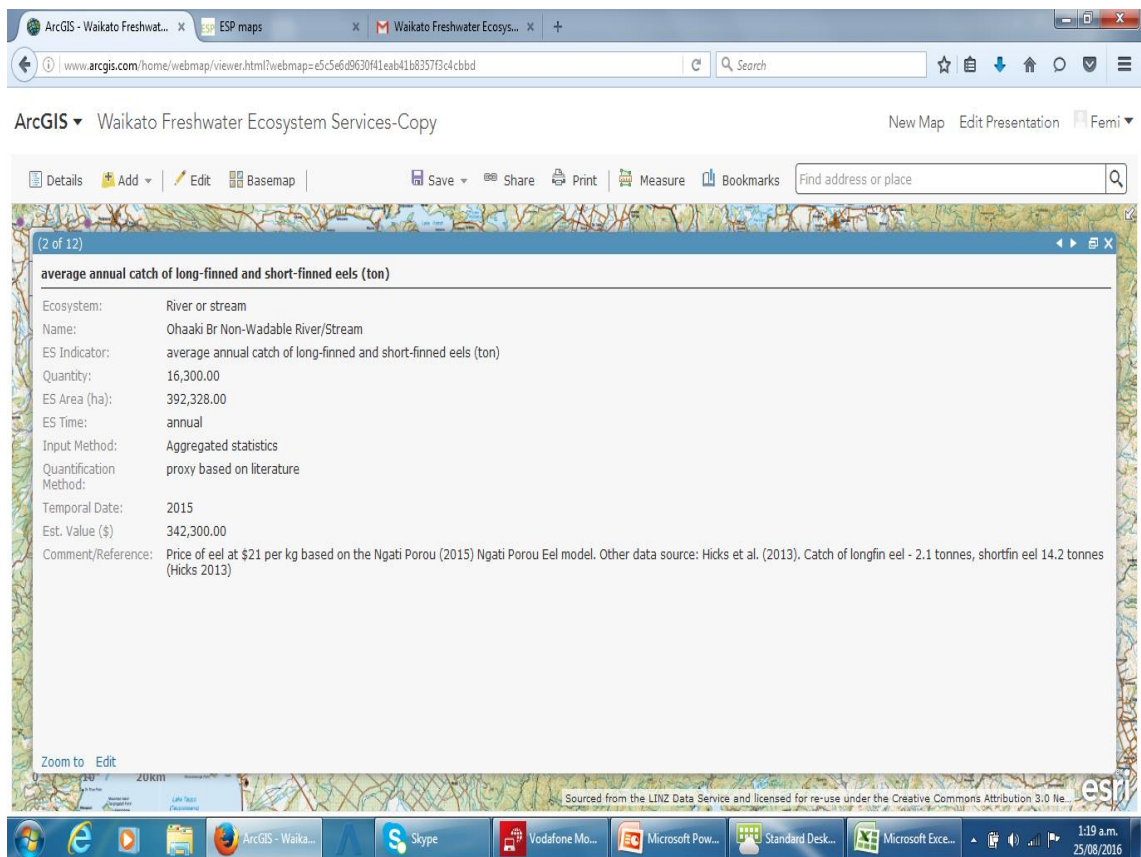 ArcGIS - Waikato Freshwat... x ESP ESP maps x Waikato Freshwater Ecosys... x +
www.arcgis.com/home/webmap/viewer.html?webmap=e5c5e6d9630f41eab41b8357f3c4cbbd Search
ArcGIS Waikato Freshwater Ecosystem Services-Copy New Map Edit Presentation Femi
Details Add Edit Basemap Save Share Print Measure Bookmarks Find address or place
(2 of 12)
average annual catch of long-finned and short-finned eels (ton)
Ecosystem: River or stream
Name: Ohaaki Br Non-Wadable River/Stream
ES Indicator: average annual catch of long-finned and short-finned eels (ton)
Quantity: 16,300.00
ES Area (ha): 392,328.00
ES Time: annual
Input Method: Aggregated statistics
Quantification proxy based on literature
Method:
Temporal Date: 2015
Est. Value ($) 342,300.00
Comment/Reference: Price of eel at $21 per kg based on the Ngati Porou (2015) Ngati Porou Eel model. Other data source: Hicks et al. (2013). Catch of longfin eel - 2.1 tonnes, shortfin eel 14.2 tonnes
(Hicks 2013)
Zoom to Edit
0 10 20km
Sourced from the LINZ Data Service and licensed for re-use under the Creative Commons Attribution 3.0 Ne... esri
ArcGIS - Waika... Skype Vodafone Mo... Microsoft Pow... Standard Desk... Microsoft Exce... 1:19 a.m.
25/08/2016